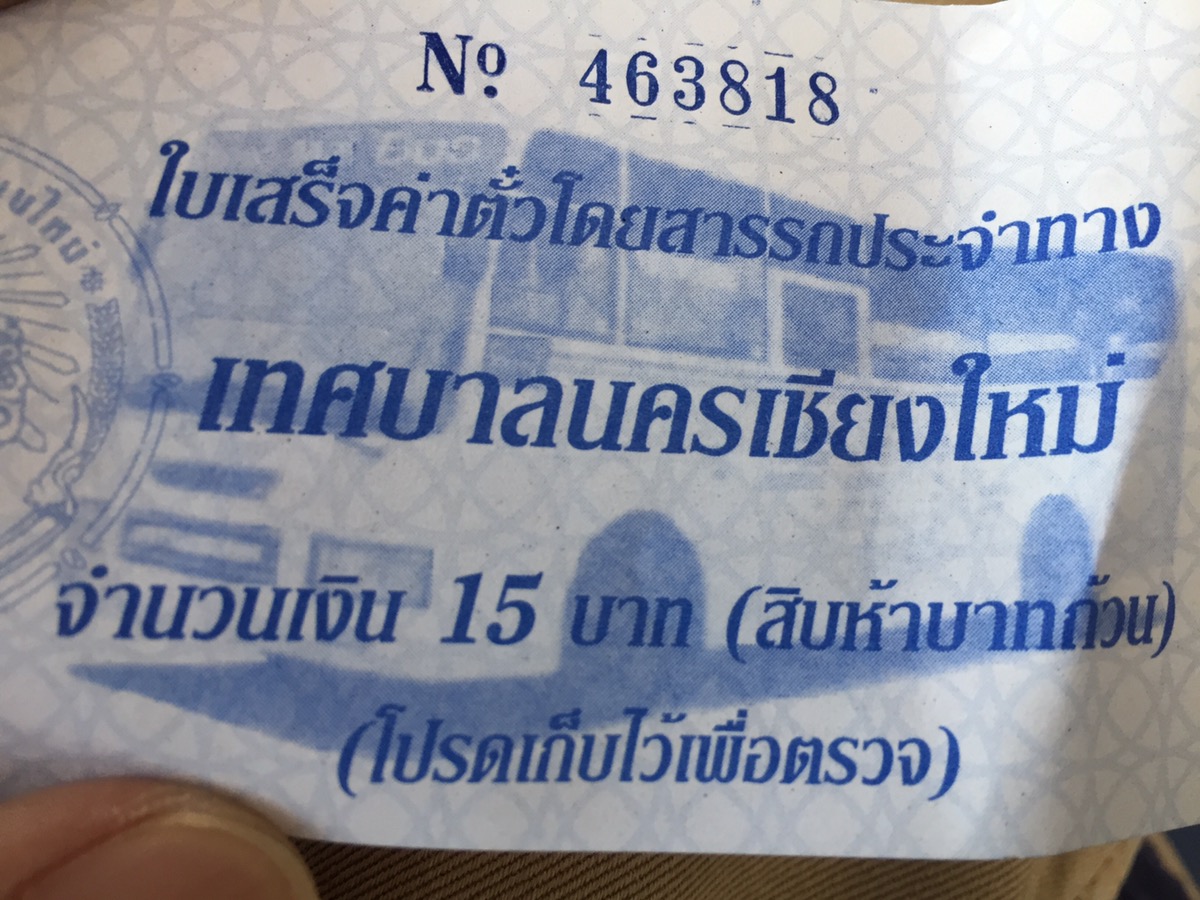 Nº 463818
ใบเสร็จค่าตั๋วโดยสารรถประจำทาง
เทศบาลนครเชียงใหม่
จำนวนเงิน 15 บาท (สิบห้าบาทถ้วน)
(โปรดเก็บไว้เพื่อตรวจ)